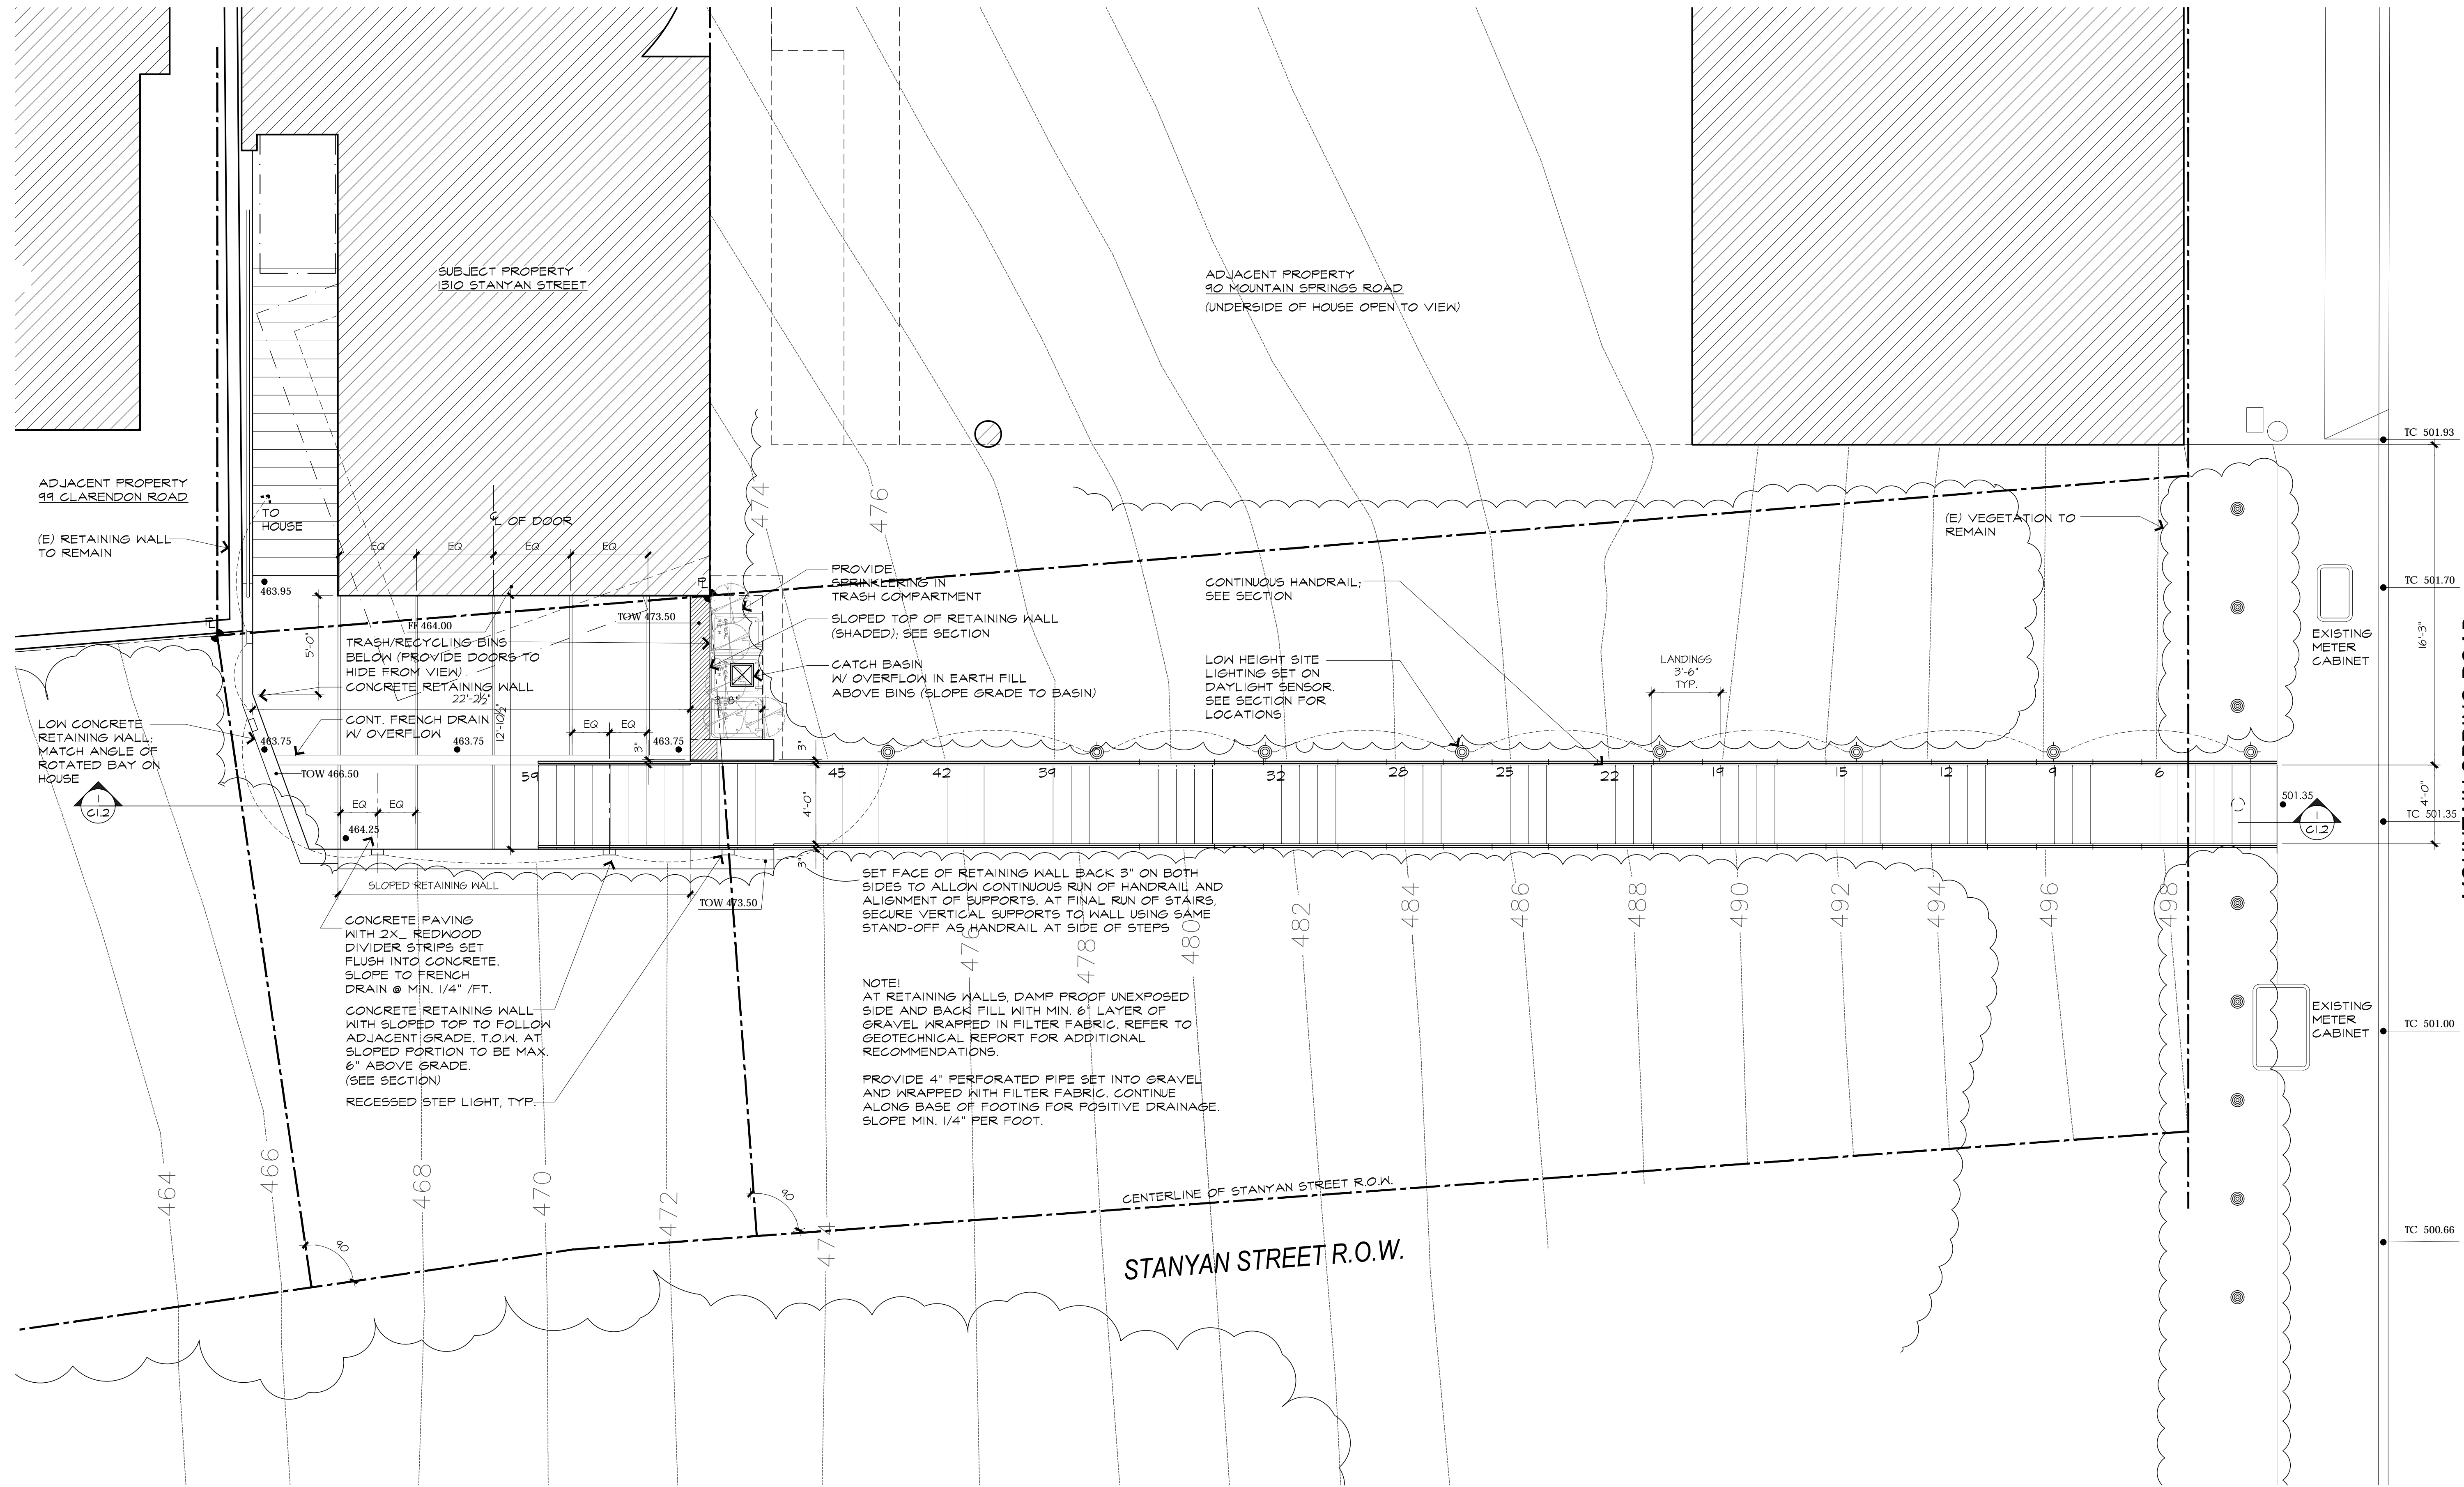 SUBJECT PROPERTY
1310 STANYAN STREET
ADJACENT PROPERTY
90 MOUNTAIN SPRINGS ROAD
(UNDERSIDE OF HOUSE OPEN TO VIEW)
ADJACENT PROPERTY
99 CLARENDON ROAD
(E) RETAINING WALL
TO REMAIN
TO
HOUSE
℄ OF DOOR
EQ
EQ
EQ
EQ
474
476
(E) VEGETATION TO
REMAIN
TC 501.93
TC 501.70
16'-3"
EXISTING
METER
CABINET
463.95
5'-0"
FF 464.00
TOW 473.50
PL
PL
TRASH/RECYCLING BINS
BELOW (PROVIDE DOORS TO
HIDE FROM VIEW)
CONCRETE RETAINING WALL
22'-2½"
12'-10½"
3'-8"
CONT. FRENCH DRAIN
W/ OVERFLOW
EQ
EQ
3"
463.75
463.75
463.75
PROVIDE
SPRINKLERING IN
TRASH COMPARTMENT
SLOPED TOP OF RETAINING WALL
(SHADED); SEE SECTION
CATCH BASIN
W/ OVERFLOW IN EARTH FILL
ABOVE BINS (SLOPE GRADE TO BASIN)
CONTINUOUS HANDRAIL;
SEE SECTION
LOW HEIGHT SITE
LIGHTING SET ON
DAYLIGHT SENSOR.
SEE SECTION FOR
LOCATIONS
LANDINGS
3'-6"
TYP.
LOW CONCRETE
RETAINING WALL;
MATCH ANGLE OF
ROTATED BAY ON
HOUSE
TOW 466.50
1
C1.2
EQ
EQ
464.25
59
45
42
39
32
28
25
22
19
15
12
9
6
3"
4'-0"
3"
501.35
1
C1.2
4'-0"
TC 501.35
SLOPED RETAINING WALL
TOW 473.50
SET FACE OF RETAINING WALL BACK 3" ON BOTH
SIDES TO ALLOW CONTINUOUS RUN OF HANDRAIL AND
ALIGNMENT OF SUPPORTS. AT FINAL RUN OF STAIRS,
SECURE VERTICAL SUPPORTS TO WALL USING SAME
STAND-OFF AS HANDRAIL AT SIDE OF STEPS
476
478
480
482
484
486
488
490
492
494
496
498
CONCRETE PAVING
WITH 2X_ REDWOOD
DIVIDER STRIPS SET
FLUSH INTO CONCRETE.
SLOPE TO FRENCH
DRAIN @ MIN. 1/4" /FT.
CONCRETE RETAINING WALL
WITH SLOPED TOP TO FOLLOW
ADJACENT GRADE. T.O.W. AT
SLOPED PORTION TO BE MAX.
6" ABOVE GRADE.
(SEE SECTION)
RECESSED STEP LIGHT, TYP.
NOTE!
AT RETAINING WALLS, DAMP PROOF UNEXPOSED
SIDE AND BACK FILL WITH MIN. 6" LAYER OF
GRAVEL WRAPPED IN FILTER FABRIC. REFER TO
GEOTECHNICAL REPORT FOR ADDITIONAL
RECOMMENDATIONS.
PROVIDE 4" PERFORATED PIPE SET INTO GRAVEL
AND WRAPPED WITH FILTER FABRIC. CONTINUE
ALONG BASE OF FOOTING FOR POSITIVE DRAINAGE.
SLOPE MIN. 1/4" PER FOOT.
EXISTING
METER
CABINET
TC 501.00
464
466
468
470
472
474
90
90
CENTERLINE OF STANYAN STREET R.O.W.
STANYAN STREET R.O.W.
TC 500.66